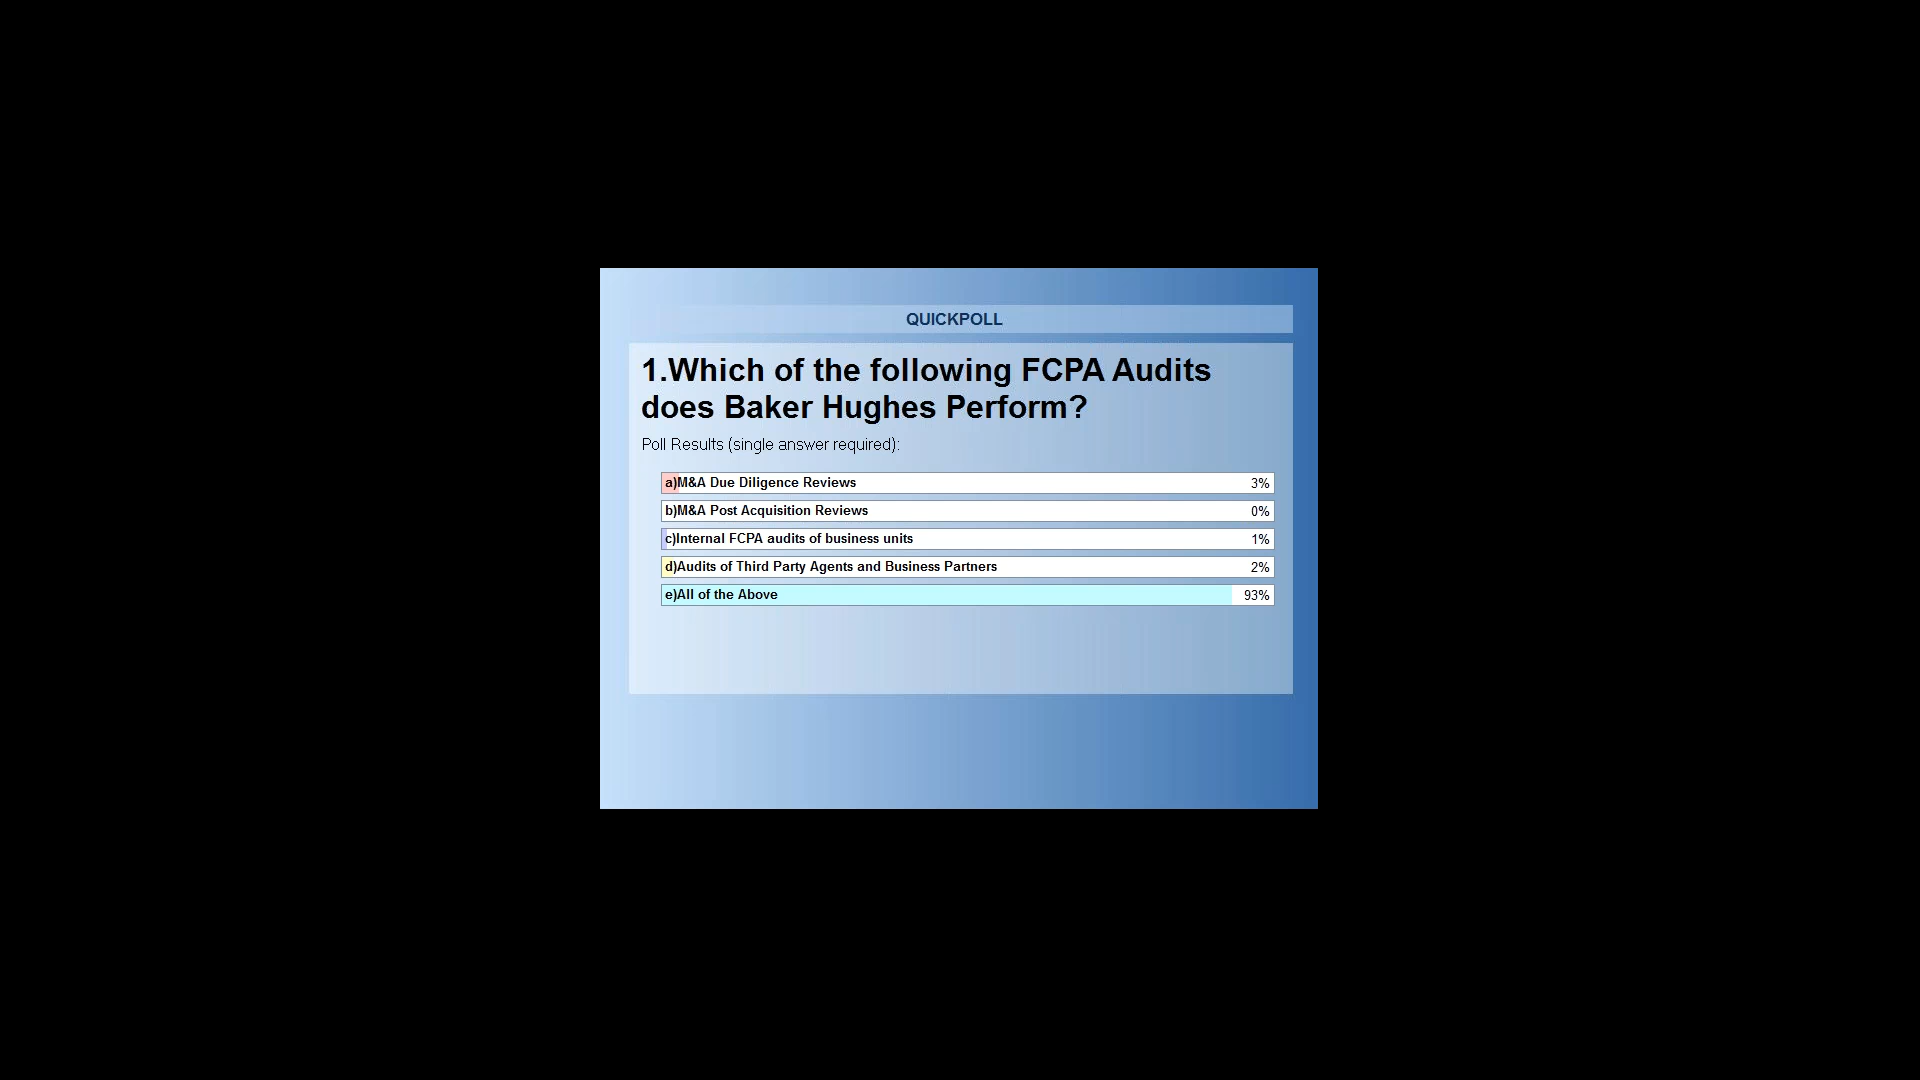 QUICKPOLL
1.Which of the following FCPA Audits
does Baker Hughes Perform?
Poll Results (single answer required):
a)M&A Due Diligence Reviews 3%
b)M&A Post Acquisition Reviews 0%
c)Internal FCPA audits of business units 1%
d)Audits of Third Party Agents and Business Partners 2%
e)All of the Above 93%